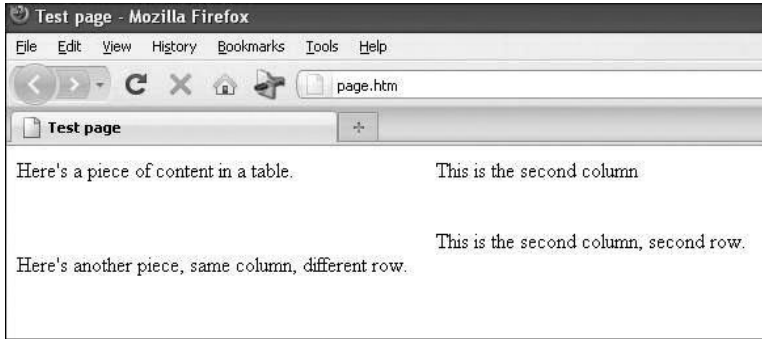 Test page - Mozilla Firefox
File Edit View History Bookmarks Tools Help
page.htm
Test page
Here's a piece of content in a table. This is the second column
This is the second column, second row.
Here's another piece, same column, different row.